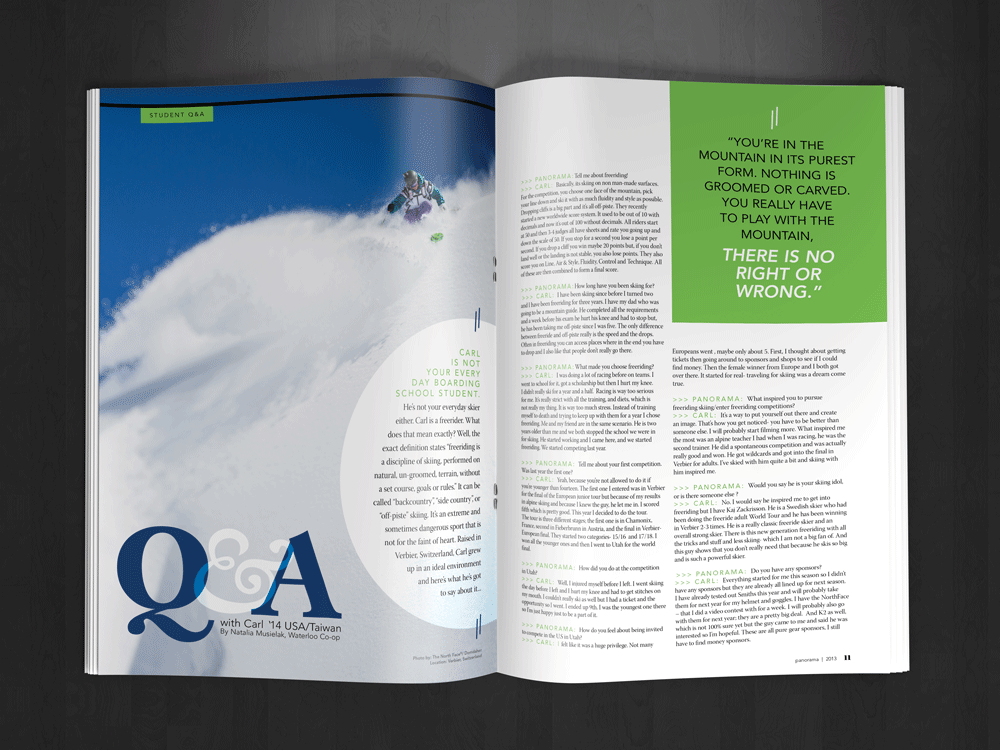 STUDENT Q&A
CARL
IS NOT
YOUR EVERY
DAY BOARDING
SCHOOL STUDENT.
He's not your everyday skier
either. Carl is a freerider. What
does that mean exactly? Well, the
exact definition states "freeriding is
a discipline of skiing, performed on
natural, un-groomed, terrain, without
a set course, goals or rules." It can be
called "backcountry", "side country", or
"off-piste" skiing. It's an extreme and
sometimes dangerous sport that is
not for the faint of heart. Raised in
Verbier, Switzerland, Carl grew
up in an ideal environment
and here's what he's got
to say about it...
Q&A
with Carl '14 USA/Taiwan
By Natalia Musielak, Waterloo Co-op
Photo by: The North Face®/
Location: Verbier, Switzerland
>>> PANORAMA: Tell me about freeriding!
>>> CARL: Basically, its skiing on non man-made surfaces.
For the competition, you choose one face of the mountain, pick
your line down and ski it with as much fluidity and style as possible.
Dropping cliffs is a big part and it's all off-piste. They recently
started a new worldwide score system. It used to be out of 10 with
decimals and now it's out of 100 without decimals. All riders start
at 50 and then 3-4 judges all have sheets and rate you going up and
down the scale of 50. If you stop for a second you lose a point per
second. If you drop a cliff you win maybe 20 points but, if you don't
land well or the landing is not stable, you also lose points. They also
score you on Line, Air & Style, Fluidity, Control and Technique. All
of these are then combined to form a final score.
>>> PANORAMA: How long have you been skiing for?
>>> CARL: I have been skiing since before I turned two
and I have been freeriding for three years. I have my dad who was
going to be a mountain guide. He completed all the requirements
and a week before his exam he hurt his knee and had to stop but,
he has been taking me off-piste since I was five. The only difference
between freeride and off-piste really is the speed and the drops.
Often in freeriding you can access places where in the end you have
to drop and I also like that people don't really go there.
>>> PANORAMA: What made you choose freeriding?
>>> CARL: I was doing a lot of racing before on teams. I
went in school for it, got a scholarship but then I hurt my knee.
I didn't really ski for a year and a half. Racing is way too serious
for me. It's really strict with all the training, and diets, which is
not really my thing. It is way too much stress. Instead of training
myself to death and trying to keep up with them for a year I chose
freeriding. Me and my friend are in the same scenario. He is two
years older than me and we both stopped the school we were in
for skiing. He started working and I came here, and we started
freeriding. We started competing last year.
>>> PANORAMA: Tell me about your first competition.
Was last year the first one?
>>> CARL: Yeah, because you're not allowed to do it if
you're younger than fourteen. The first one I entered was in Verbier
for the final of the European junior tour but because of my results
in alpine skiing and because I knew the guy, he let me in. I scored
fifth which is pretty good. This year I decided to do the tour.
The tour is three different stages: the first one is in Chamonix,
France, second in Fieberbrunn in Austria, and the final in Verbier-
European final. They started two categories- 15/16 and 17/18. I
won all the younger ones and then I went to Utah for the world
final.
>>> PANORAMA: How did you do at the competition
in Utah?
>>> CARL: Well, I injured myself before I left. I went skiing
the day before I left and I hurt my knee and had to get stitches on
my mouth. I couldn't really ski as well but I had a ticket and the
opportunity so I went. I ended up 9th. I was the youngest one there
so I'm just happy just to be a part of it.
>>> PANORAMA: How do you feel about being invited
to compete in the U.S in Utah?
>>> CARL: I felt like it was a huge privilege. Not many
"YOU'RE IN THE
MOUNTAIN IN ITS PUREST
FORM. NOTHING IS
GROOMED OR CARVED.
YOU REALLY HAVE
TO PLAY WITH THE
MOUNTAIN,
THERE IS NO
RIGHT OR
WRONG."
Europeans went , maybe only about 5. First, I thought about getting
tickets then going around to sponsors and shops to see if I could
find money. Then the female winner from Europe and I both got
over there. It started for real- traveling for skiing was a dream come
true.
>>> PANORAMA: What inspired you to pursue
freeriding skiing/enter freeriding competitions?
>>> CARL: It's a way to put yourself out there and create
an image. That's how you get noticed- you have to be better than
someone else. I will probably start filming more. What inspired me
the most was an alpine teacher I had when I was racing, he was the
second trainer. He did a spontaneous competition and was actually
really good and won. He got wildcards and got into the final in
Verbier for adults. I've skied with him quite a bit and skiing with
him inspired me.
>>> PANORAMA: Would you say he is your skiing idol,
or is there someone else ?
>>> CARL: No, I would say he inspired me to get into
freeriding but I have Kaj Zackrisson. He is a Swedish skier who had
been doing the freeride adult World Tour and he has been winning
in Verbier 2-3 times. He is a really classic freeride skier and an
overall strong skier. There is this new generation freeriding with all
the tricks and stuff and less skiing- which I am not a big fan of. And
this guy shows that you don't really need that because he skis so big
and is such a powerful skier.
>>> PANORAMA: Do you have any sponsors?
>>> CARL: Everything started for me this season so I didn't
have any sponsors but they are already all lined up for next season.
I have already tested out Smiths this year and will probably take
them for next year for my helmet and goggles. I have the NorthFace
– that I did a video contest with for a week. I will probably also go
with them for next year; they are a pretty big deal. And K2 as well,
which is not 100% sure yet but the guy came to me and said he was
interested so I'm hopeful. These are all pure gear sponsors, I still
have to find money sponsors.
panorama | 2013 11